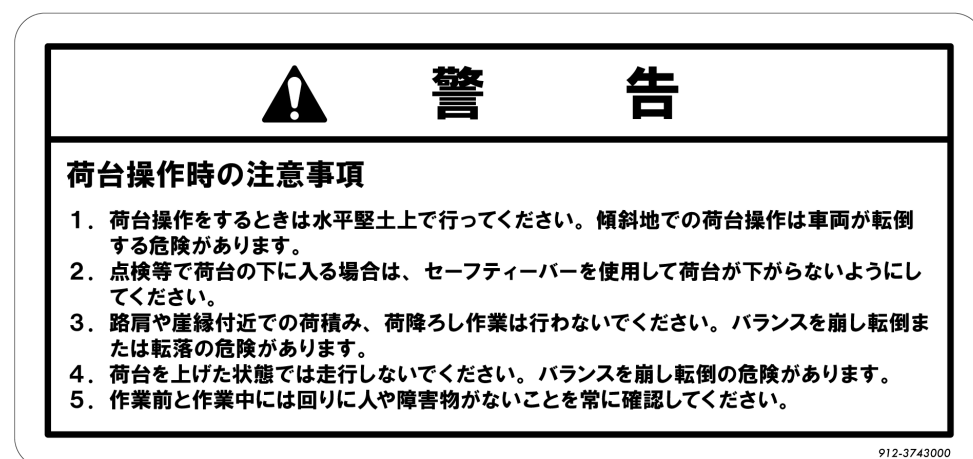 警告
荷台操作時の注意事項
1. 荷台操作をするときは水平堅土上で行ってください。傾斜地での荷台操作は車両が転倒
する危険があります。
2. 点検等で荷台の下に入る場合は、セーフティーバーを使用して荷台が下がらないようにし
てください。
3. 路肩や崖縁付近での荷積み、荷降ろし作業は行わないでください。バランスを崩し転倒ま
たは転落の危険があります。
4. 荷台を上げた状態では走行しないでください。バランスを崩し転倒の危険があります。
5. 作業前と作業中には回りに人や障害物がないことを常に確認してください。
912-3743000